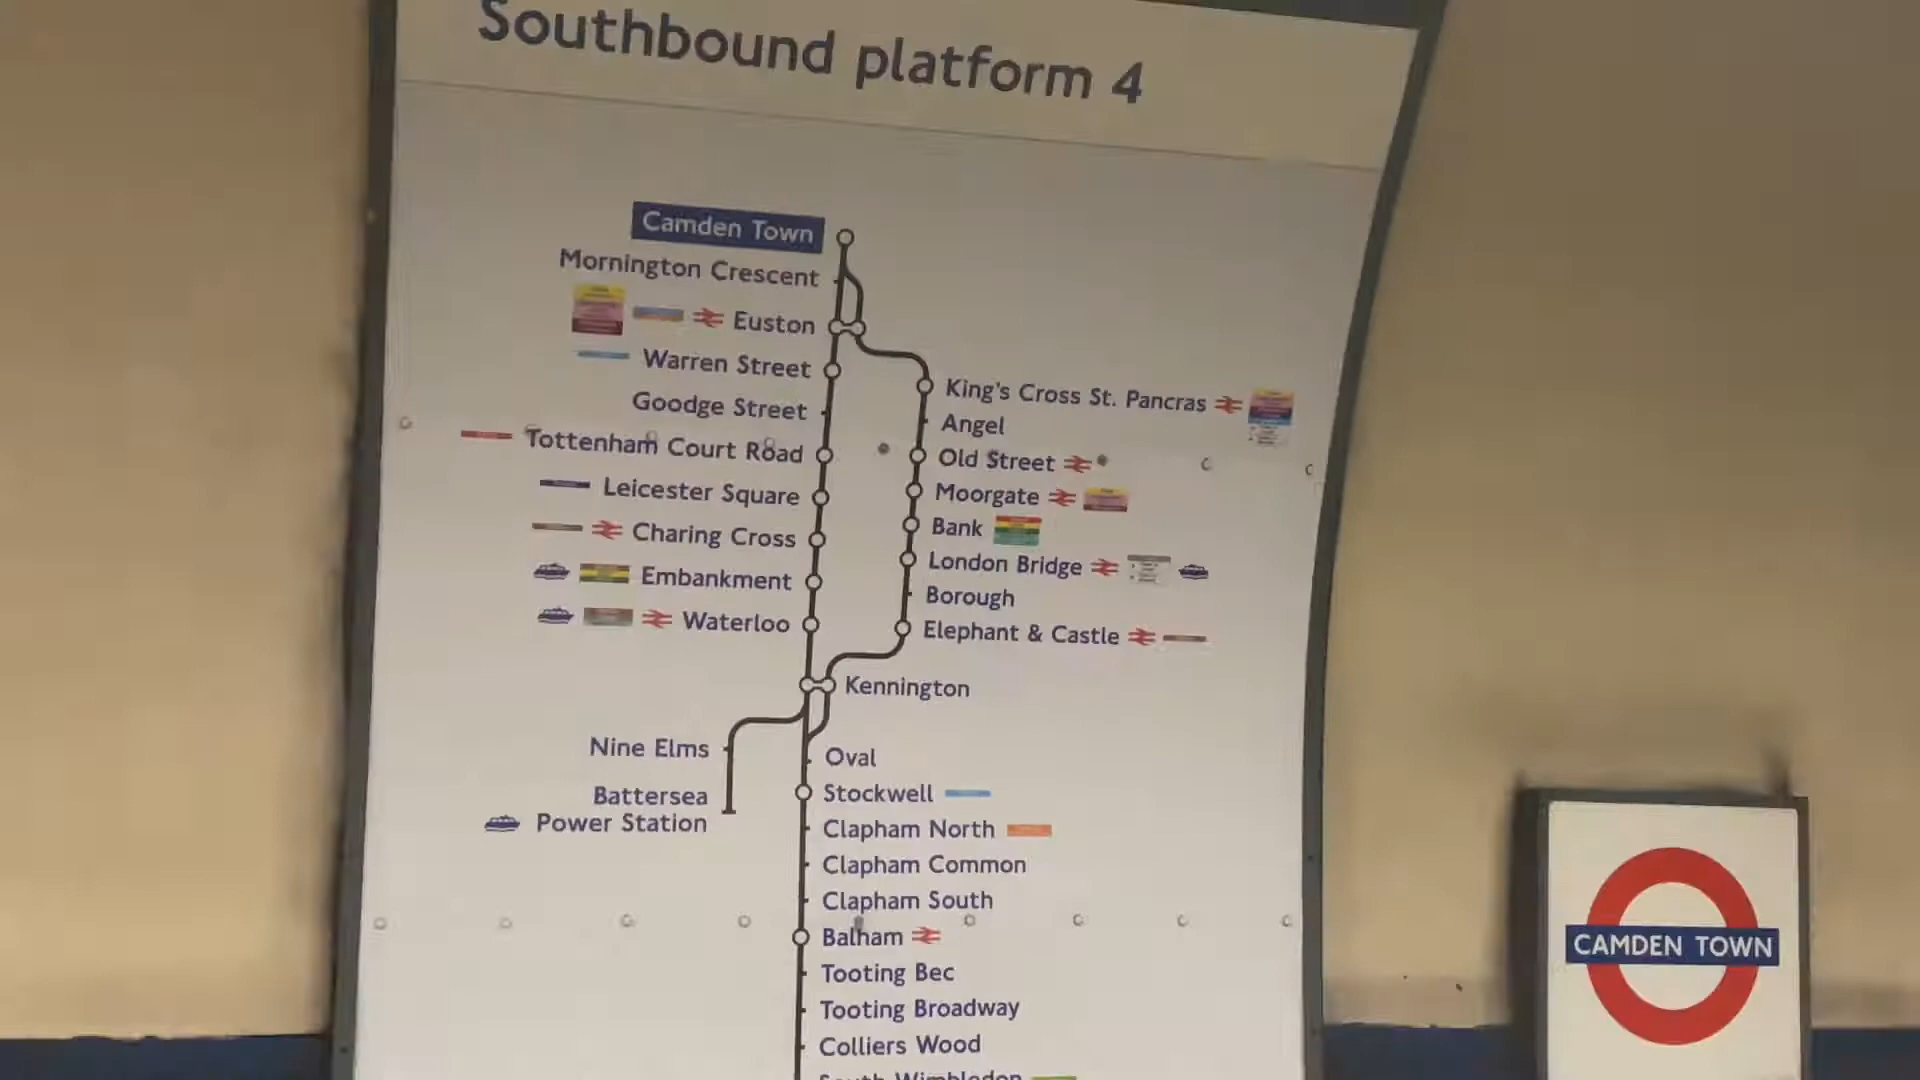 Southbound platform 4
Camden Town
Mornington Crescent
Euston
Warren Street
Goodge Street
Tottenham Court Road
Leicester Square
Charing Cross
Embankment
Waterloo
King's Cross St. Pancras
Angel
Old Street
Moorgate
Bank
London Bridge
Borough
Elephant & Castle
Kennington
Nine Elms
Battersea
Power Station
Oval
Stockwell
Clapham North
Clapham Common
Clapham South
Balham
Tooting Bec
Tooting Broadway
Colliers Wood
South Wimbledon
CAMDEN TOWN